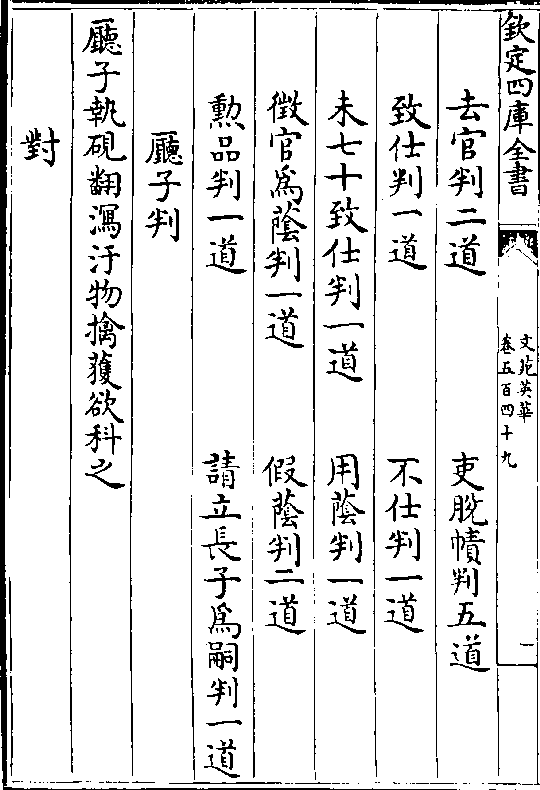 欽定四庫全書
文苑英華
卷五百四十九
二
去官判二道 吏脫幘判五道
致仕判一道 不仕判一道
未七十致仕判一道 用蔭判一道
徵官爲蔭判一道 假蔭判二道
勲品判一道 請立長子爲嗣判一道
廳子判
廳子執硯翻瀉汙物擒獲欲科之
對